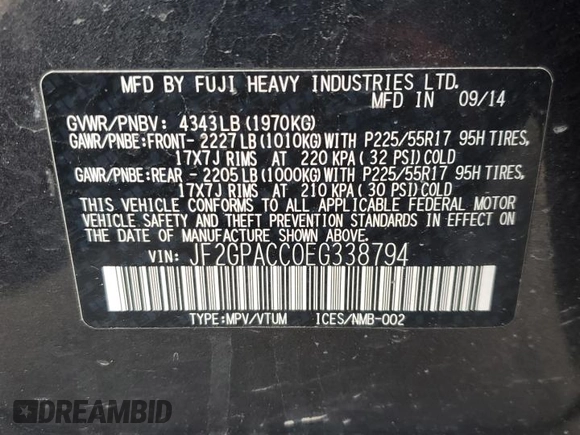 MFD BY FUJI HEAVY INDUSTRIES LTD.
MFD IN 09/14
GVWR/PNBV: 4343LB (1970KG)
GAWR/PNBE:FRONT- 2227 LB (1010KG) WITH P225/55R17 95H TIRES,
17X7J RIMS AT 220 KPA ( 32 PSI) COLD
GAWR/PNBE:REAR - 2205 LB (1000KG) WITH P225/55R17 95H TIRES,
17X7J RIMS AT 210 KPA ( 30 PSI) COLD
THIS VEHICLE CONFORMS TO ALL APPLICABLE FEDERAL MOTOR
VEHICLE SAFETY AND THEFT PREVENTION STANDARDS IN EFFECT
ON THE DATE OF MANUFACTURE SHOWN ABOVE.
VIN: JF2GPACC0EG338794
TYPE:MPV/VTUM ICES/NMB-002
DREAMBID